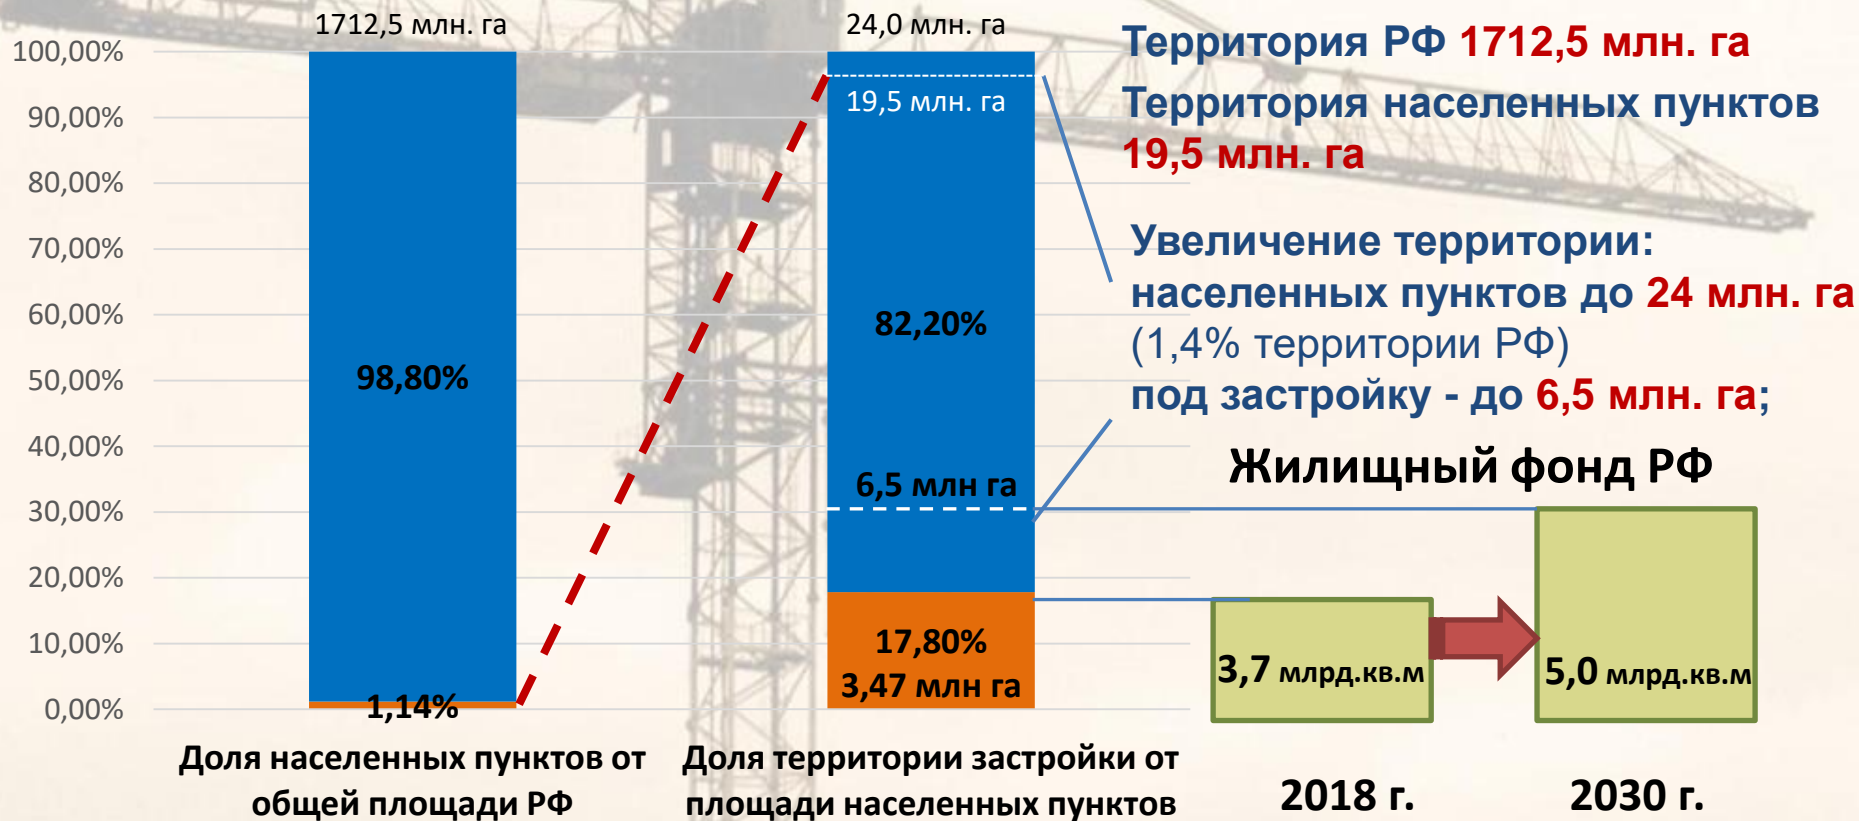 1712,5 млн. га
24,0 млн. га
100,00%
90,00%
80,00%
70,00%
60,00%
50,00%
40,00%
30,00%
20,00%
10,00%
0,00%
98,80%
1,14%
19,5 млн. га
82,20%
6,5 млн га
17,80%
3,47 млн га
Доля населенных пунктов от
общей площади РФ
Доля территории застройки от
площади населенных пунктов
Территория РФ 1712,5 млн. га
Территория населенных пунктов
19,5 млн. га
Увеличение территории:
населенных пунктов до 24 млн. га
(1,4% территории РФ)
под застройку - до 6,5 млн. га;
Жилищный фонд РФ
3,7 млрд.кв.м
5,0 млрд.кв.м
2018 г.
2030 г.